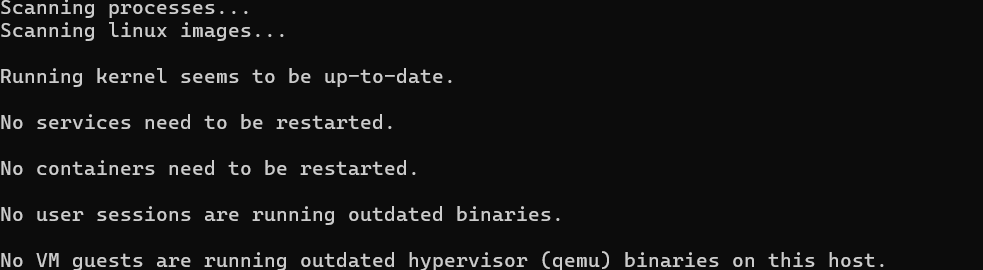 Scanning processes...
Scanning linux images...
Running kernel seems to be up-to-date.
No services need to be restarted.
No containers need to be restarted.
No user sessions are running outdated binaries.
No VM guests are running outdated hypervisor (qemu) binaries on this host.